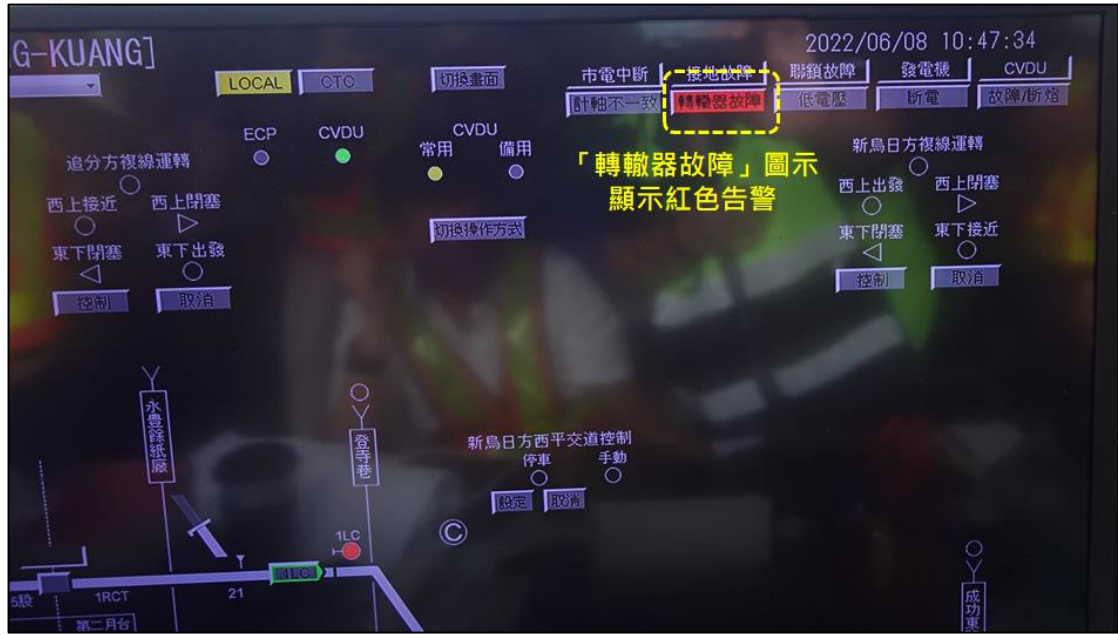 G-KUANG]
2022/06/08 10:47:34
LOCAL CTC 切換畫面
市電中斷 接地故障 聯鎖故障 發電機 CVDU
計軸不一致 轉轍器故障 低電壓 斷電 故障/斷燈
ECP CVDU CVDU
常用 備用
「轉轍器故障」圖示
顯示紅色告警
追分方複線運轉
西上接近 西上閉塞
東下閉塞 東下出發
控制 取消
切換操作方式
新烏日方複線運轉
西上出發 西上閉塞
東下閉塞 東下接近
控制 取消
永豐餘紙廠
登寺巷
新烏日方西平交道控制
停車 手動
設定 取消
C
1LC
1LC
5股 1RCT 21
第二月台
成功東